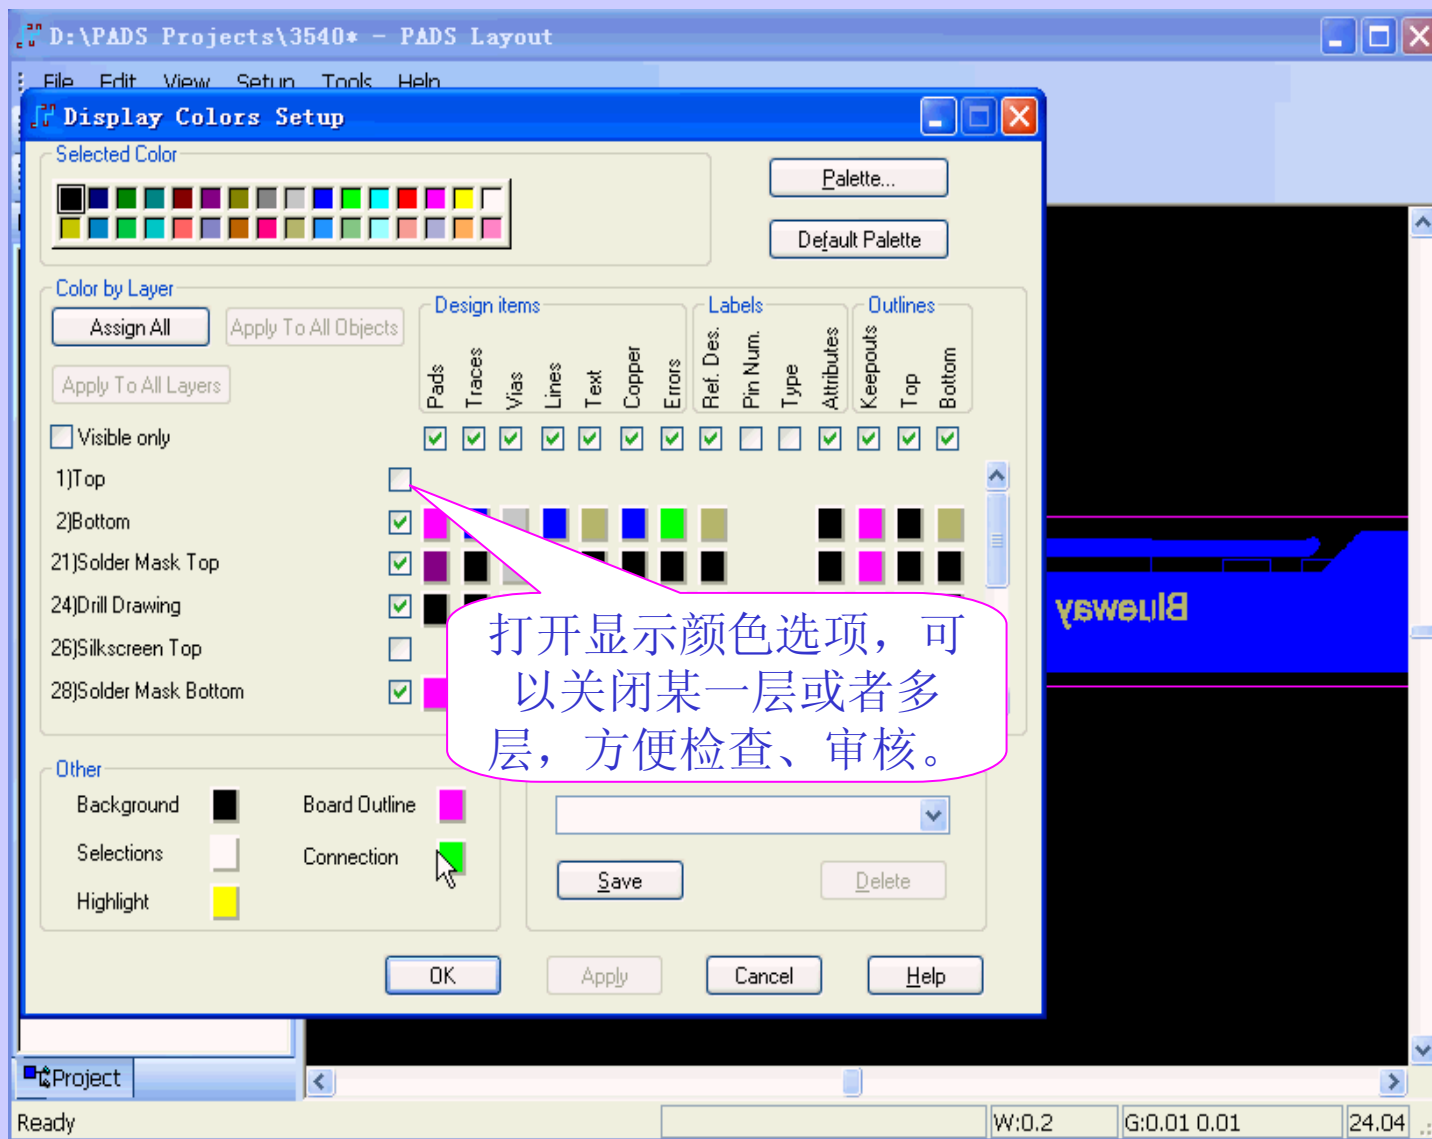 D:\PADS Projects\3540* - PADS Layout
File Edit View Setup Tools Help
Display Colors Setup
Selected Color
Palette...
Default Palette
Color by Layer
Assign All
Apply To All Objects
Apply To All Layers
Design items
Labels
Outlines
Pads
Traces
Vias
Lines
Text
Copper
Errors
Ref. Des.
Pin Num.
Type
Attributes
Keepouts
Top
Bottom
Visible only
1)Top
2)Bottom
21)Solder Mask Top
24)Drill Drawing
26)Silkscreen Top
28)Solder Mask Bottom
打开显示颜色选项，可
以关闭某一层或者多
层，方便检查、审核。
Blueway
Other
Background
Board Outline
Selections
Connection
Highlight
Save
Delete
OK
Apply
Cancel
Help
Project
Ready
W:0.2
G:0.01 0.01
24.04